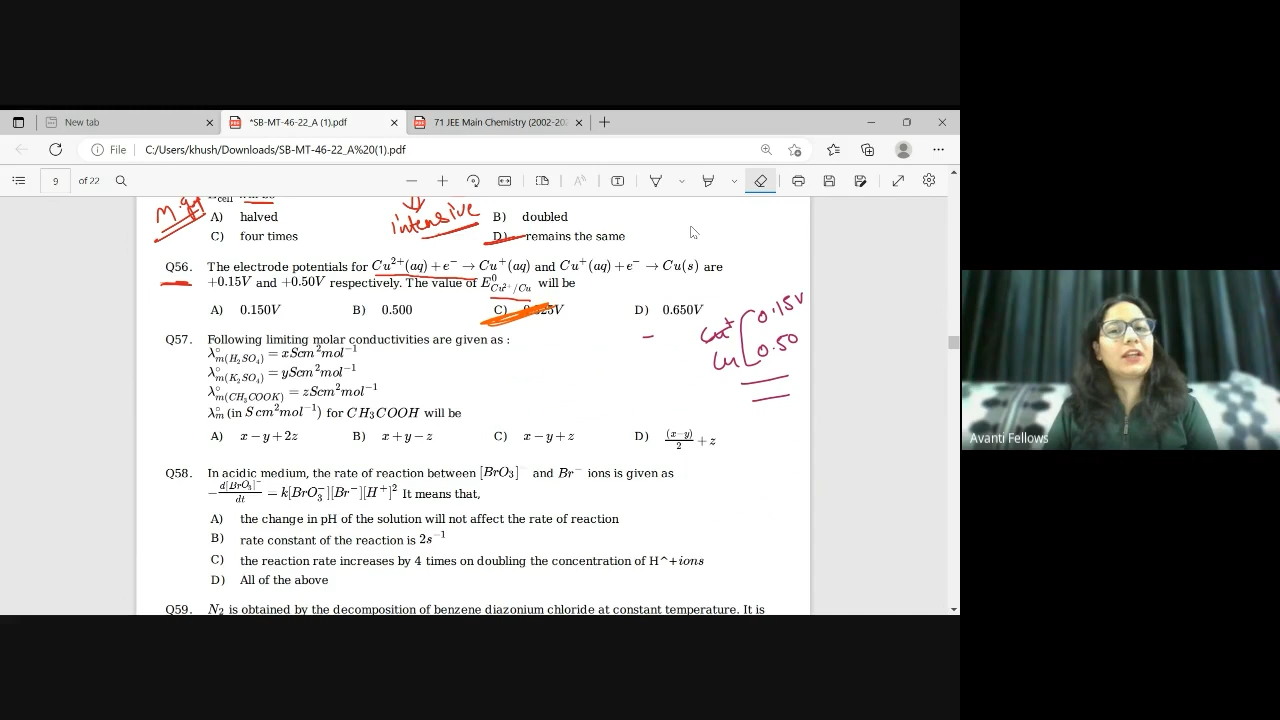 New tab
*SB-MT-46-22_A (1).pdf
71 JEE Main Chemistry (2002-20
File C:/Users/khush/Downloads/SB-MT-46-22_A%20(1).pdf
9 of 22
M.gy
intensive
A) halved B) doubled
C) four times D) remains the same
Q56. The electrode potentials for Cu²⁺(aq) + e⁻ → Cu⁺(aq) and Cu⁺(aq) + e⁻ → Cu(s) are
+0.15V and +0.50V respectively. The value of E⁰Cu²⁺/Cu will be
A) 0.150V B) 0.500 C) D) 0.650V
Cu⁺ 0.15V
Cu 0.50
Q57. Following limiting molar conductivities are given as :
λ°m(H₂SO₄) = xScm²mol⁻¹
λ°m(K₂SO₄) = yScm²mol⁻¹
λ°m(CH₃COOK) = zScm²mol⁻¹
λ°m (in Scm²mol⁻¹) for CH₃COOH will be
A) x − y + 2z B) x + y − z C) x − y + z D) (x−y)/2 + z
Q58. In acidic medium, the rate of reaction between [BrO₃]⁻ and Br⁻ ions is given as
−d[BrO₃]⁻/dt = k[BrO₃⁻][Br⁻][H⁺]² It means that,
A) the change in pH of the solution will not affect the rate of reaction
B) rate constant of the reaction is 2s⁻¹
C) the reaction rate increases by 4 times on doubling the concentration of H^+ions
D) All of the above
Q59. N₂ is obtained by the decomposition of benzene diazonium chloride at constant temperature. It is
Avanti Fellows